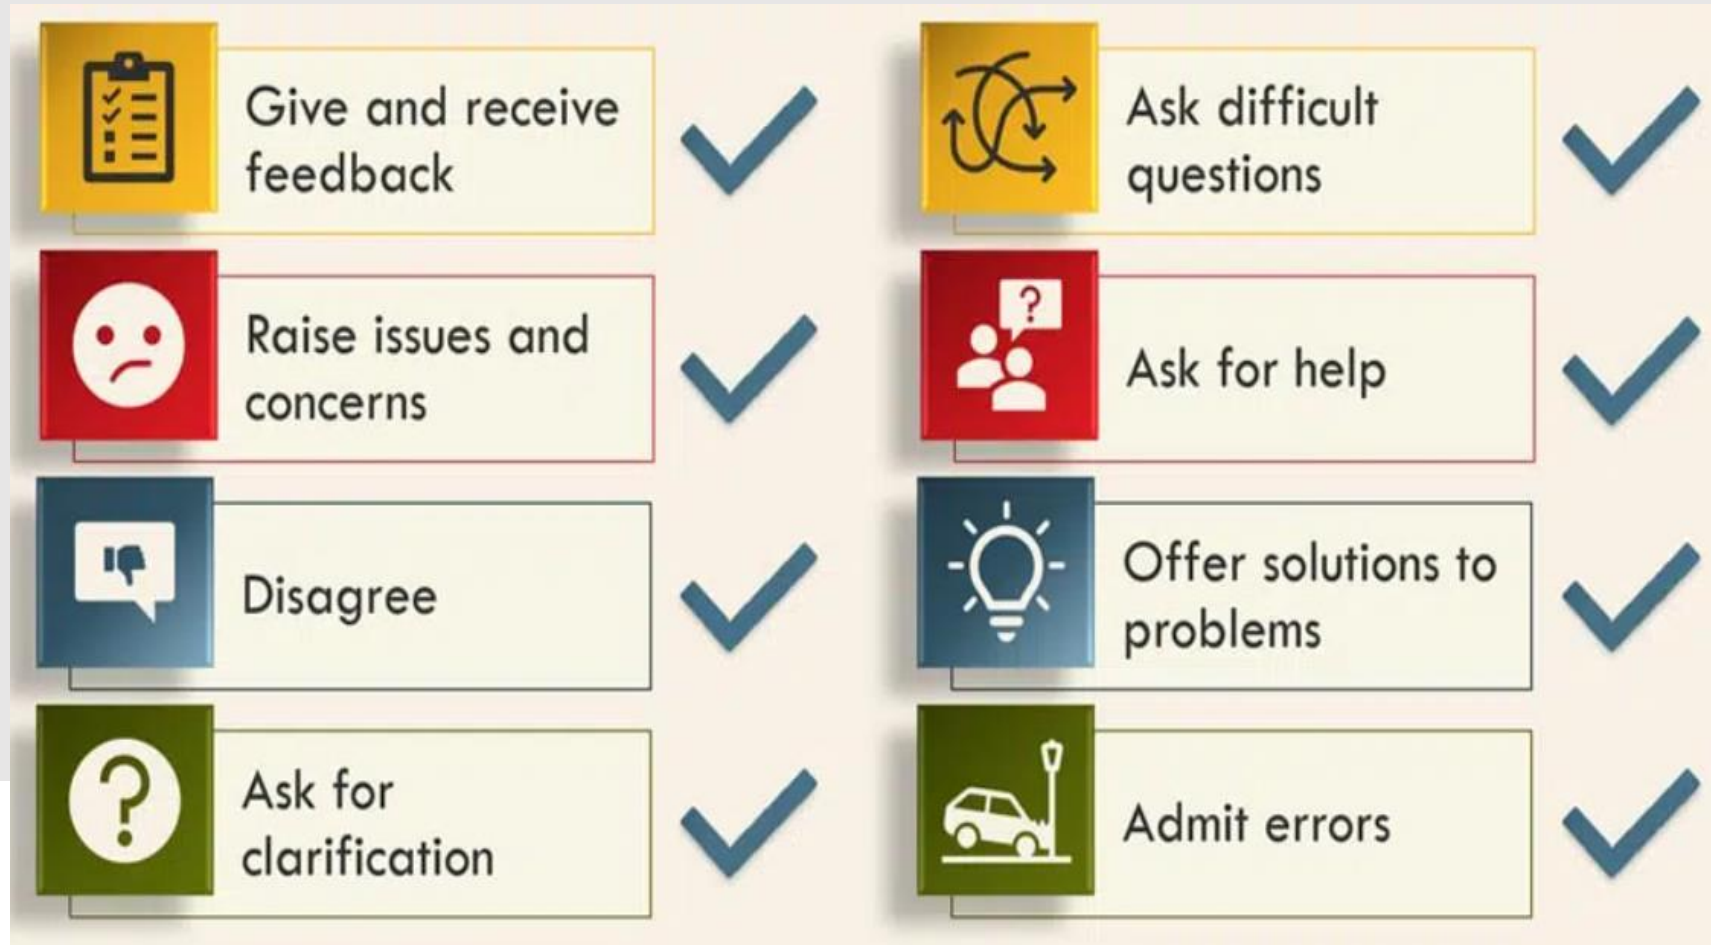 Give and receive
feedback
Raise issues and
concerns
Disagree
Ask for
clarification
Ask difficult
questions
?
Ask for help
Offer solutions to
problems
Admit errors